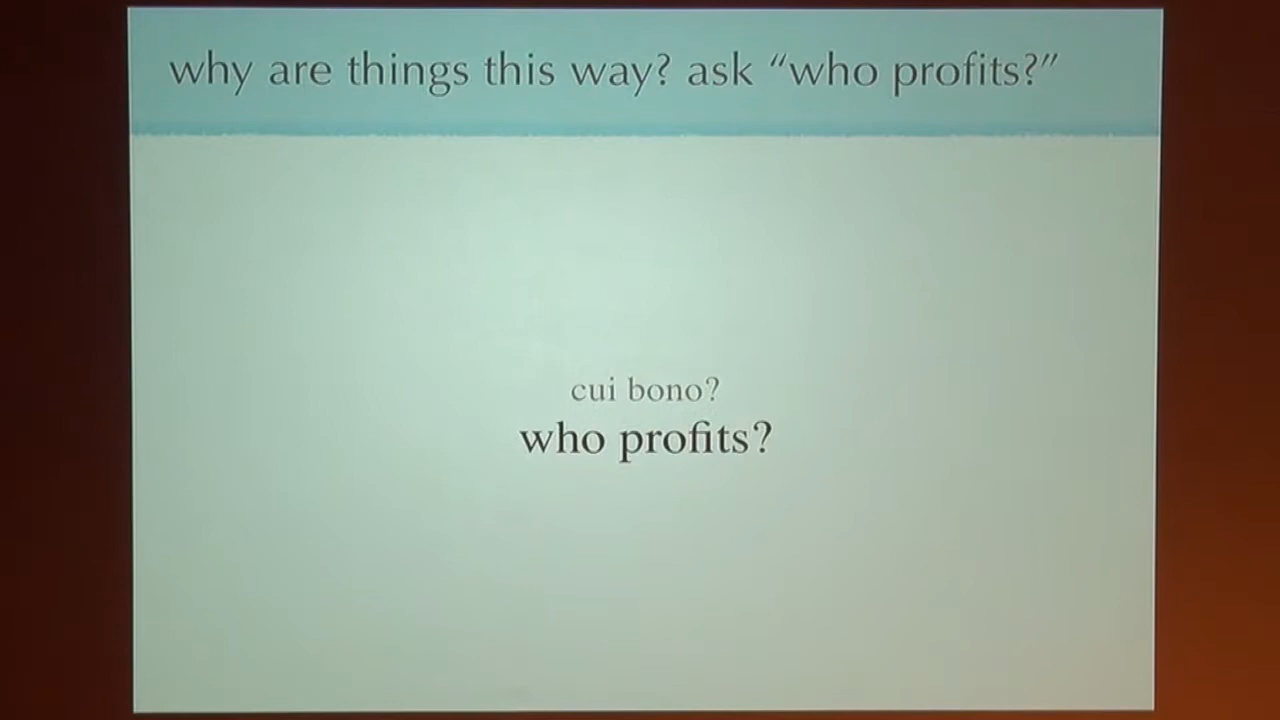 why are things this way? ask “who profits?”
cui bono?
who profits?